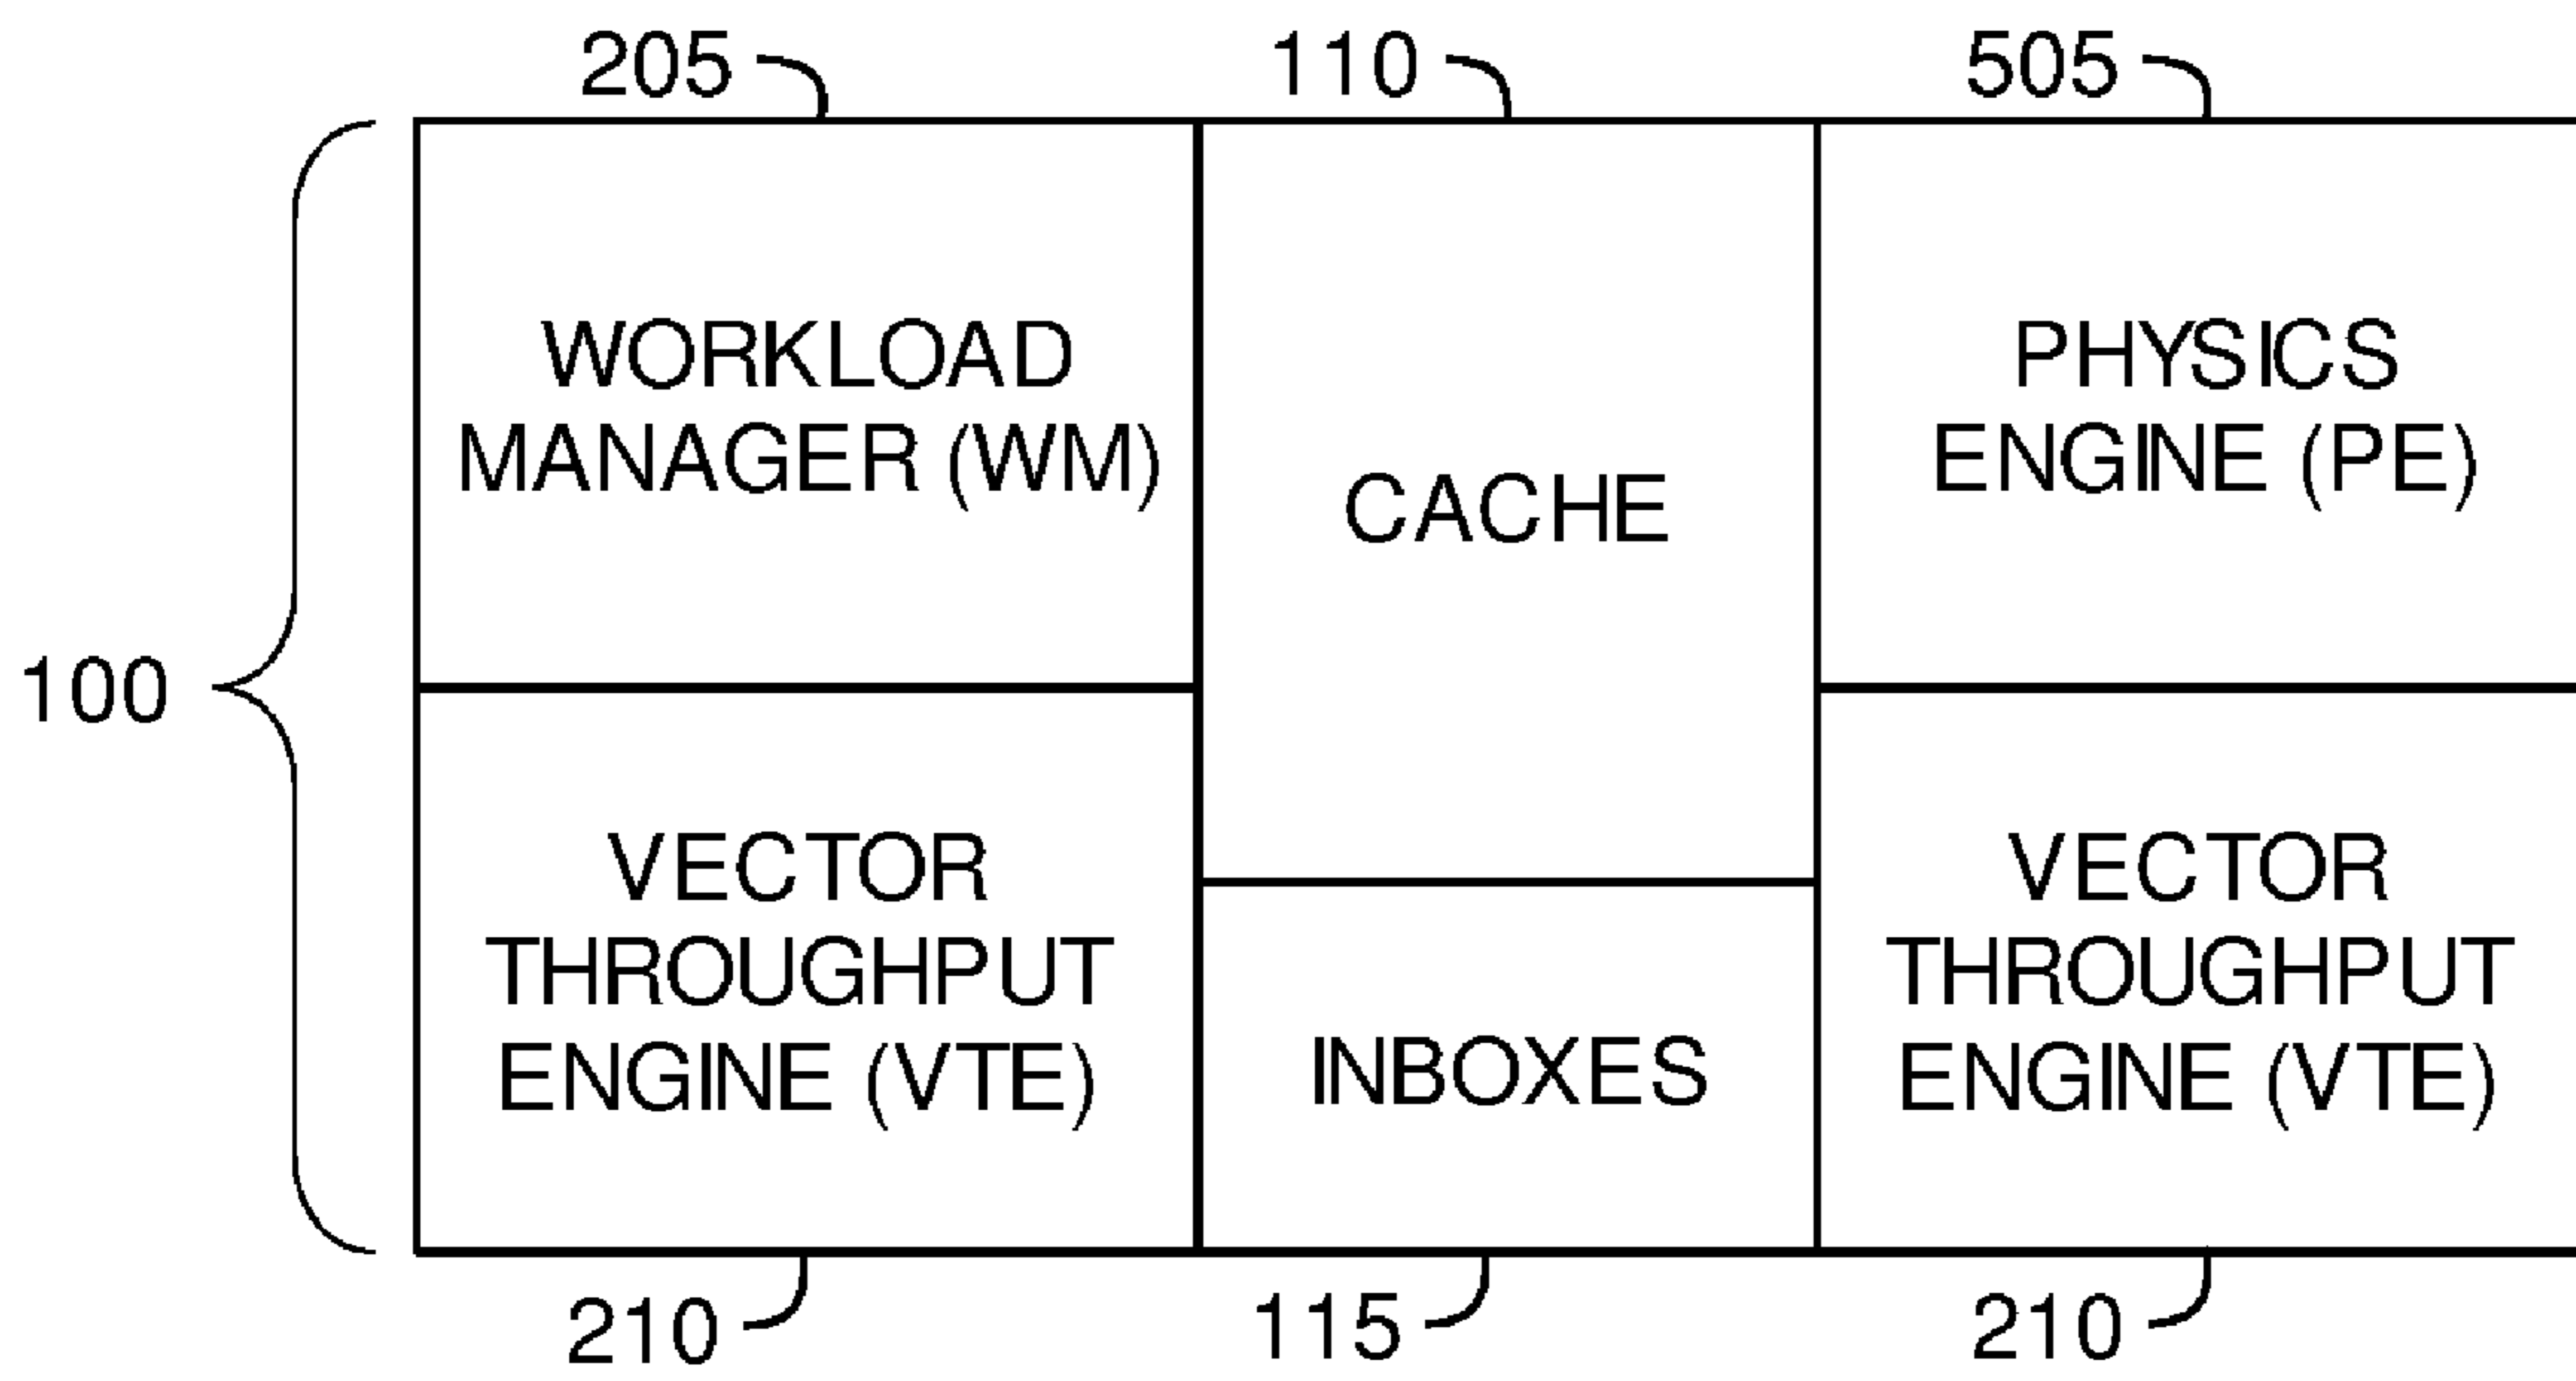 205
110
505
WORKLOAD
MANAGER (WM)
CACHE
PHYSICS
ENGINE (PE)
100
VECTOR
THROUGHPUT
ENGINE (VTE)
INBOXES
VECTOR
THROUGHPUT
ENGINE (VTE)
210
115
210